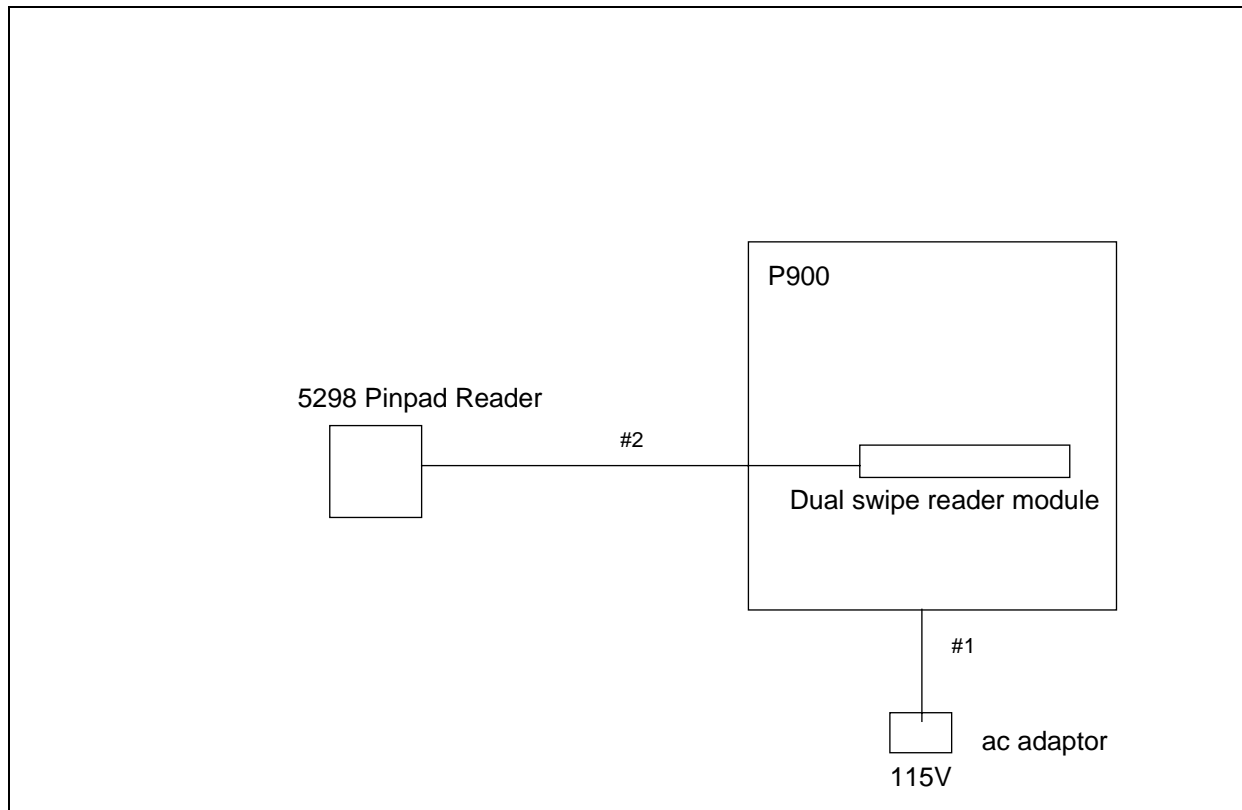 P900
5298 Pinpad Reader
#2
Dual swipe reader module
#1
ac adaptor
115V